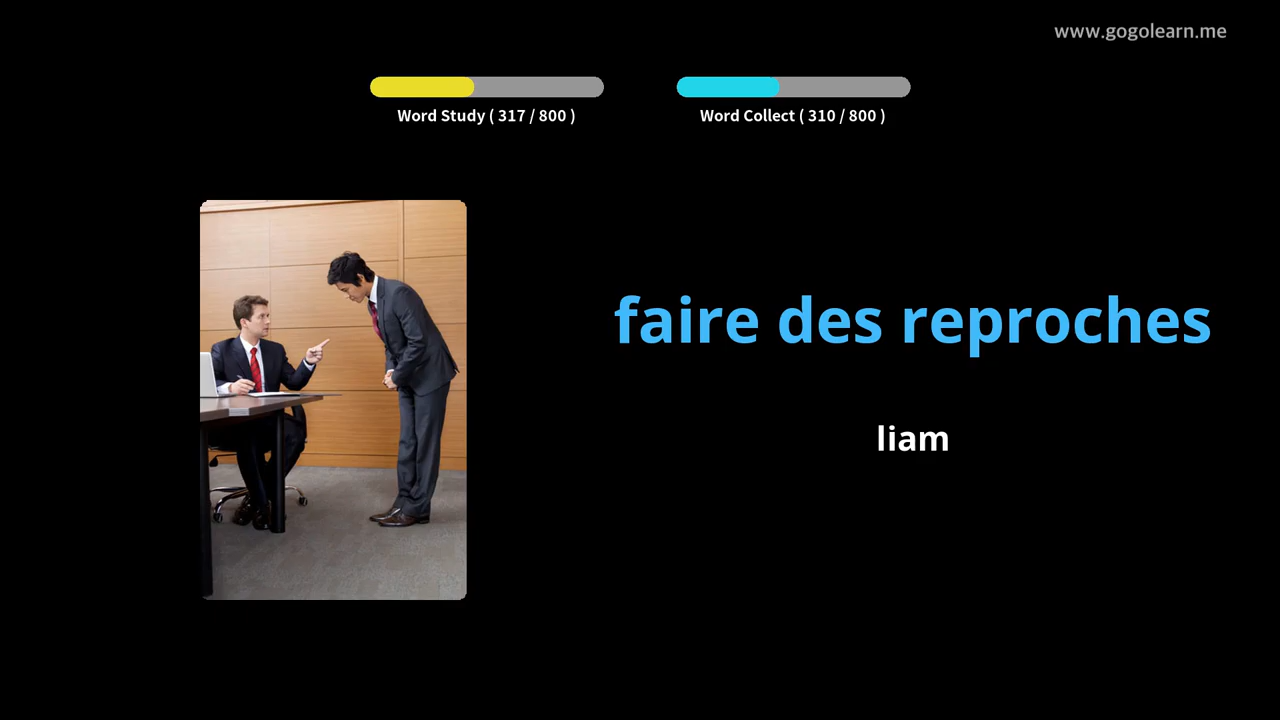 www.gogolearn.me
Word Study ( 317 / 800 )
Word Collect ( 310 / 800 )
faire des reproches
liam